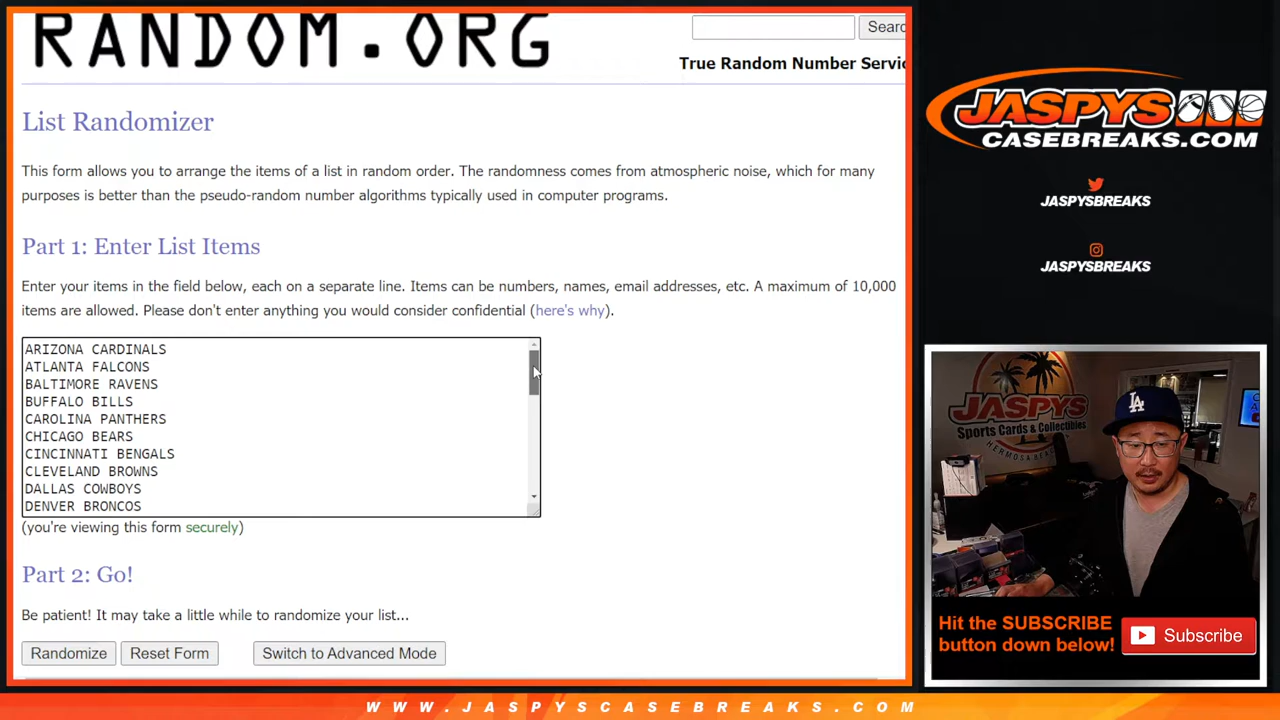 RANDOM.ORG
Searc
True Random Number Servic
List Randomizer
This form allows you to arrange the items of a list in random order. The randomness comes from atmospheric noise, which for many
purposes is better than the pseudo-random number algorithms typically used in computer programs.
Part 1: Enter List Items
Enter your items in the field below, each on a separate line. Items can be numbers, names, email addresses, etc. A maximum of 10,000
items are allowed. Please don't enter anything you would consider confidential (here's why).
ARIZONA CARDINALS
ATLANTA FALCONS
BALTIMORE RAVENS
BUFFALO BILLS
CAROLINA PANTHERS
CHICAGO BEARS
CINCINNATI BENGALS
CLEVELAND BROWNS
DALLAS COWBOYS
DENVER BRONCOS
(you're viewing this form securely)
Part 2: Go!
Be patient! It may take a little while to randomize your list...
Randomize Reset Form Switch to Advanced Mode
JASPYS
CASEBREAKS.COM
JASPYSBREAKS
JASPYSBREAKS
JASPYS
Sports Cards & Collectibles
HERMOSA BEACH
LA
Hit the SUBSCRIBE
button down below!
Subscribe
WWW.JASPYSCASEBREAKS.COM